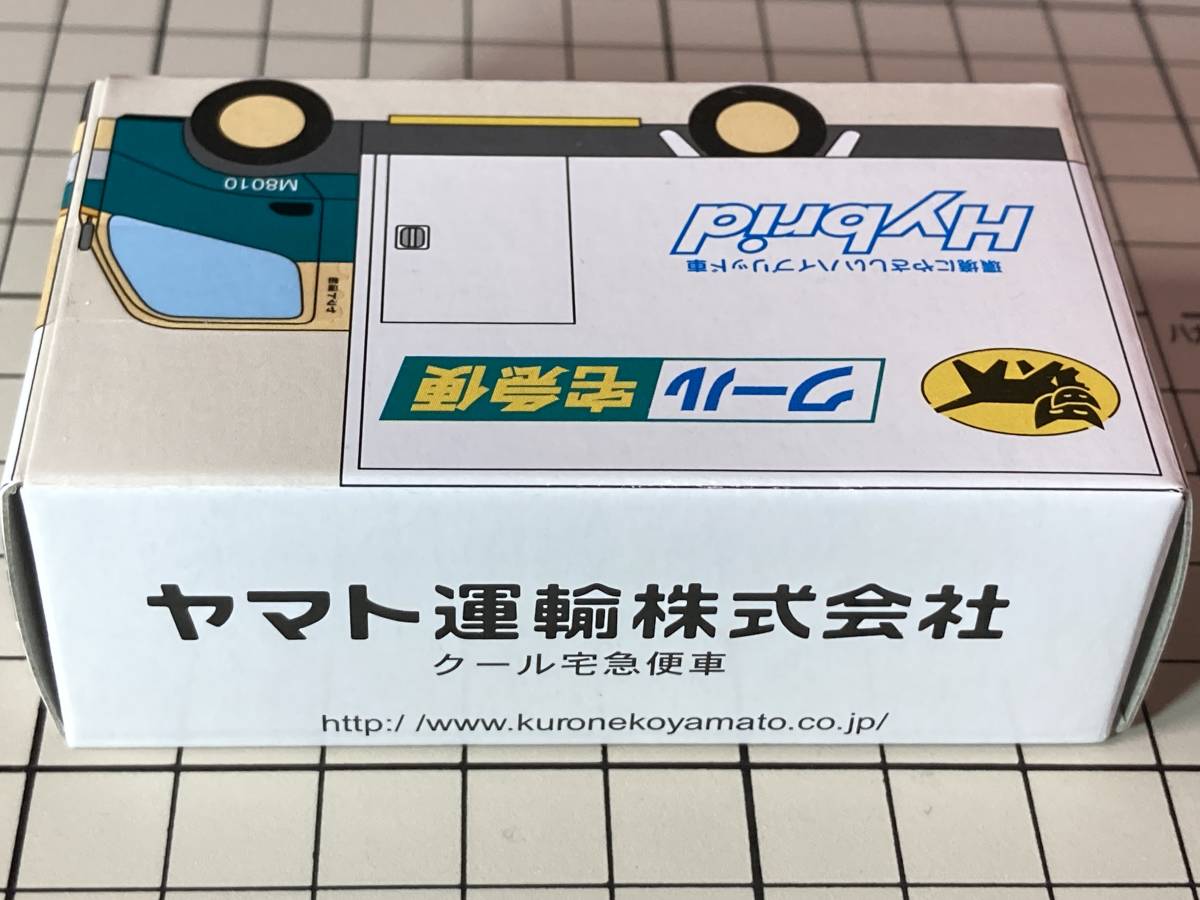 M8010
Hybrid
環境にやさしいハイブリッド車
クール宅急便
ヤマト運輸株式会社
クール宅急便車
http://www.kuronekoyamato.co.jp/